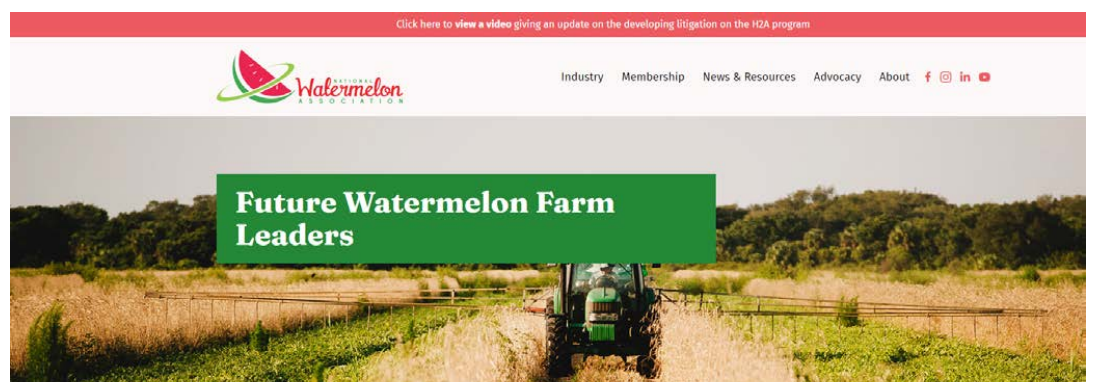 Click here to view a video giving an update on the developing litigation on the H2A program
NATIONAL
Watermelon
ASSOCIATION
Industry Membership News & Resources Advocacy About
Future Watermelon Farm
Leaders